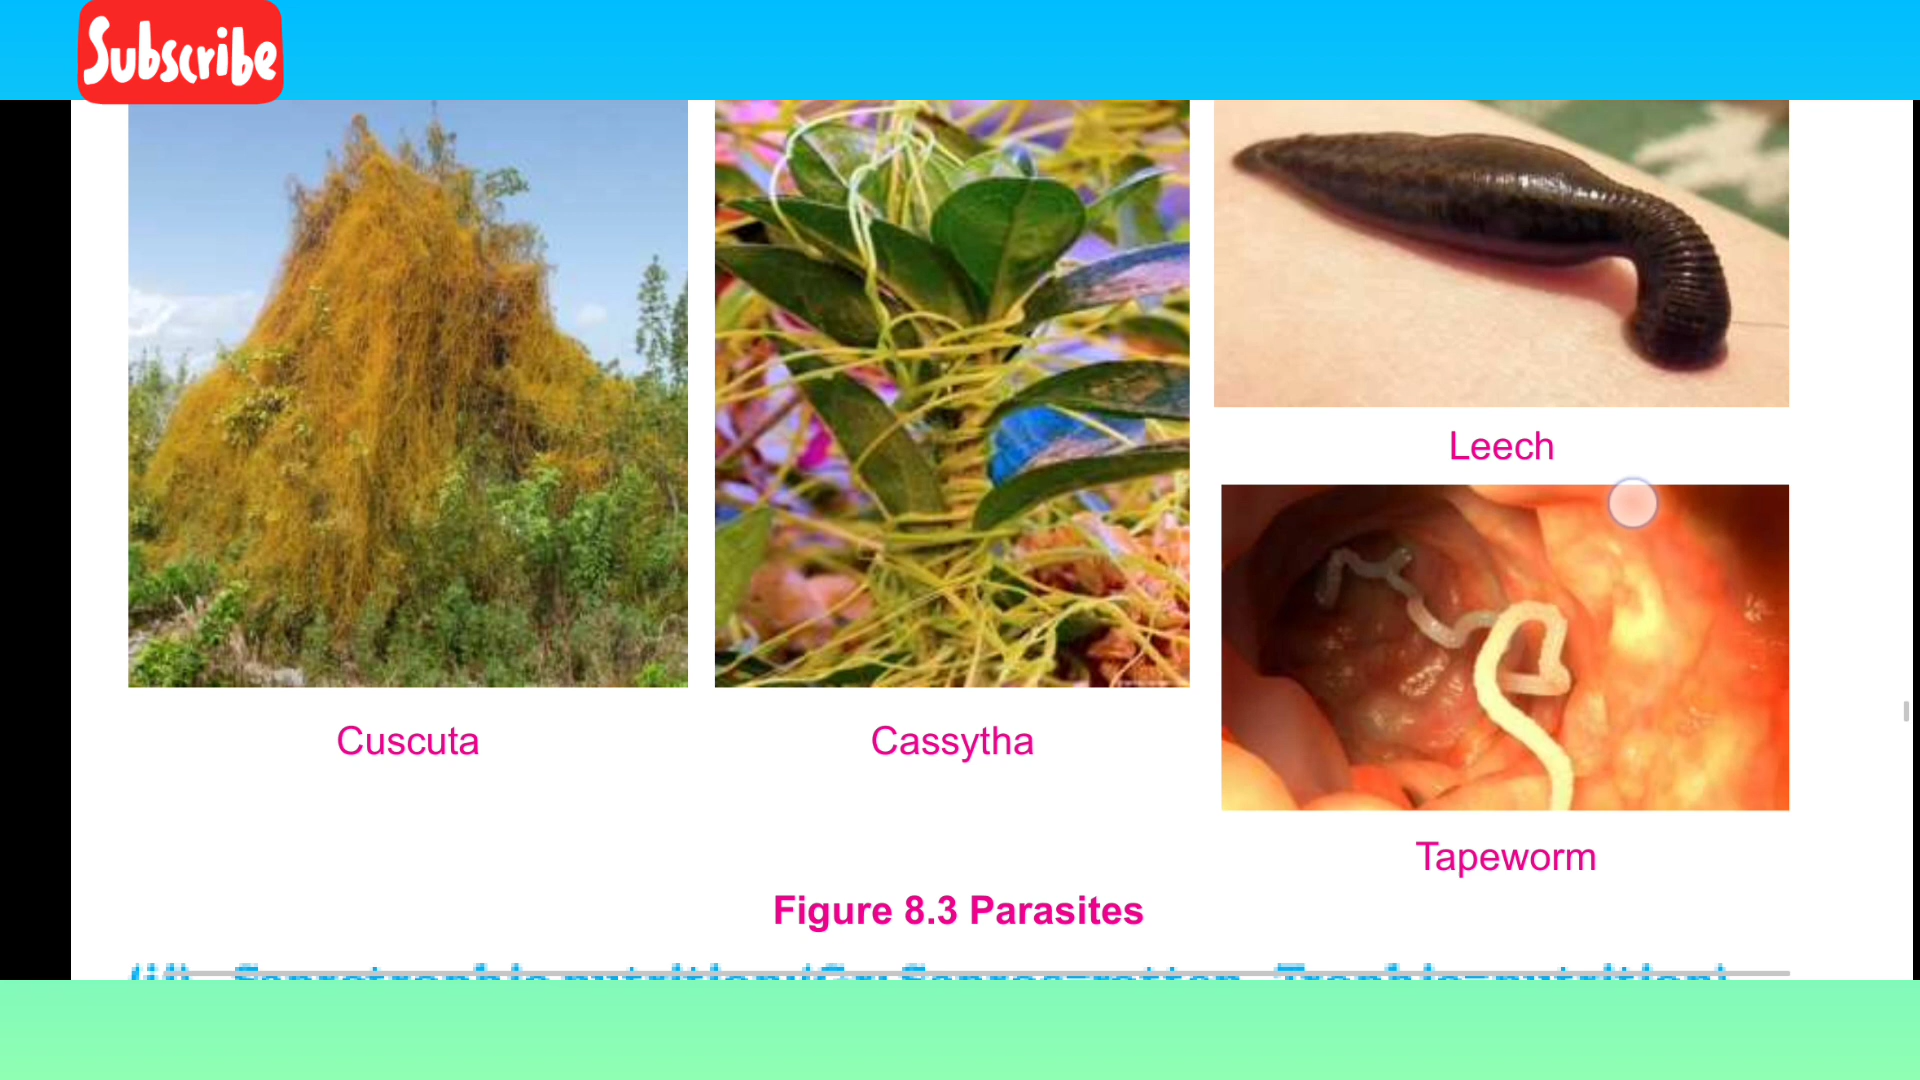 Subscribe
Leech
Cuscuta
Cassytha
Tapeworm
Figure 8.3 Parasites